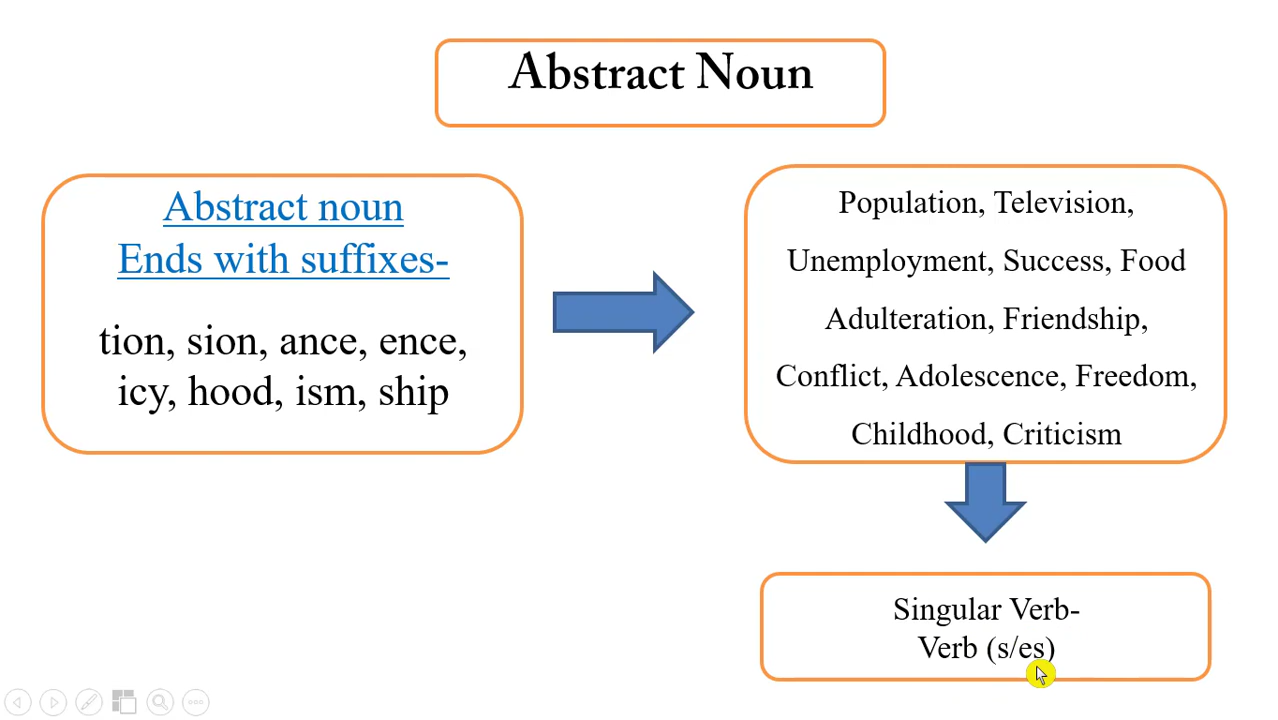 Abstract Noun
Abstract noun
Ends with suffixes-
tion, sion, ance, ence,
icy, hood, ism, ship
Population, Television,
Unemployment, Success, Food
Adulteration, Friendship,
Conflict, Adolescence, Freedom,
Childhood, Criticism
Singular Verb-
Verb (s/es)